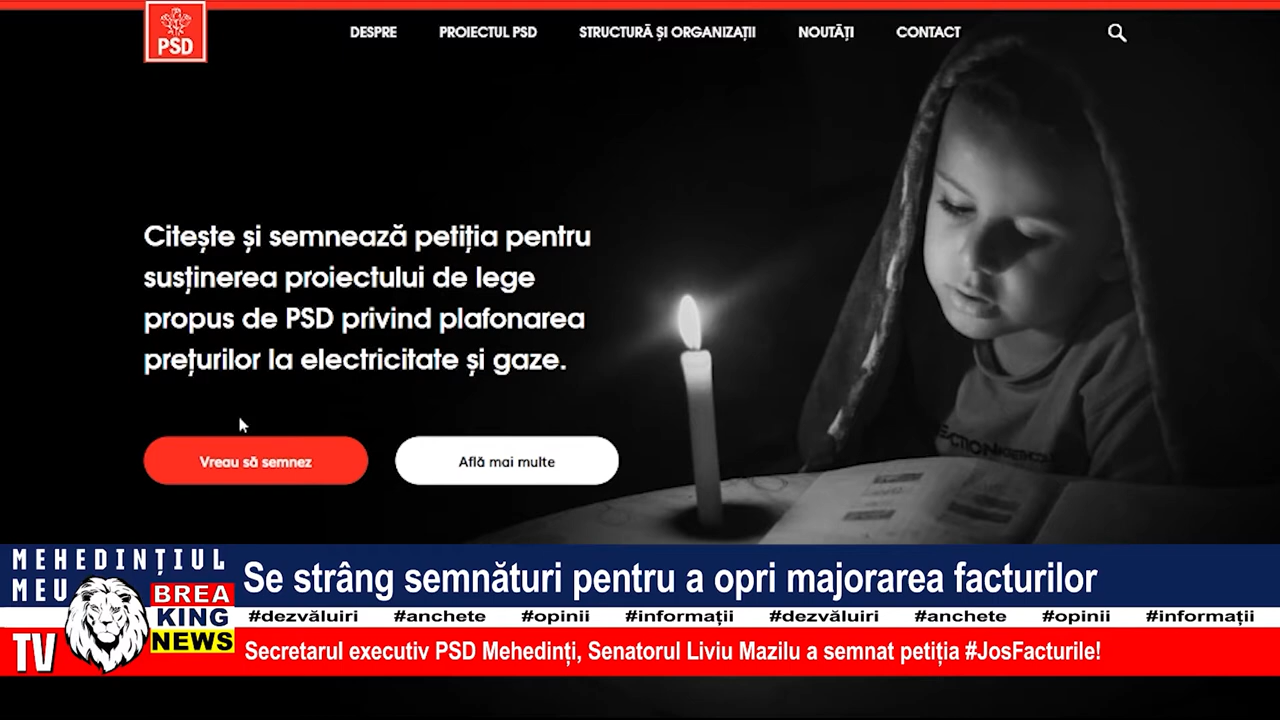 PSD
DESPRE PROIECTUL PSD STRUCTURĂ ȘI ORGANIZAȚII NOUTĂȚI CONTACT
Citește și semnează petiția pentru
susținerea proiectului de lege
propus de PSD privind plafonarea
prețurilor la electricitate și gaze.
Vreau să semnez Află mai multe
MEHEDINȚIUL
MEU
TV
BREA
KING
NEWS
Se strâng semnături pentru a opri majorarea facturilor
#dezvăluiri #anchete #opinii #informații #dezvăluiri #anchete #opinii #informații
Secretarul executiv PSD Mehedinți, Senatorul Liviu Mazilu a semnat petiția #JosFacturile!